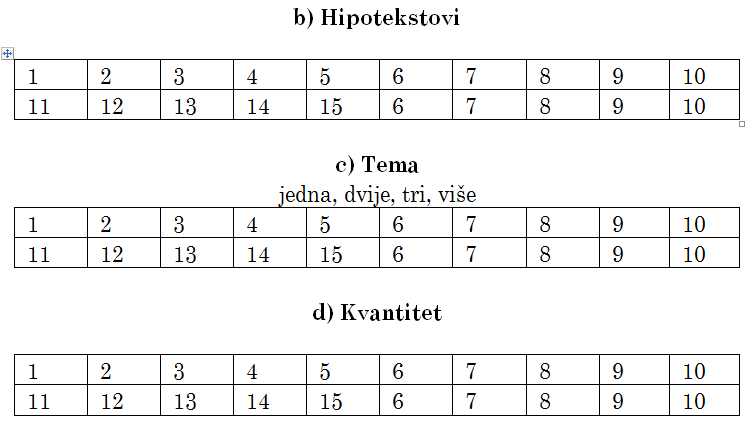 b) Hipotekstovi
1 2 3 4 5 6 7 8 9 10
11 12 13 14 15 6 7 8 9 10
c) Tema
jedna, dvije, tri, više
1 2 3 4 5 6 7 8 9 10
11 12 13 14 15 6 7 8 9 10
d) Kvantitet
1 2 3 4 5 6 7 8 9 10
11 12 13 14 15 6 7 8 9 10